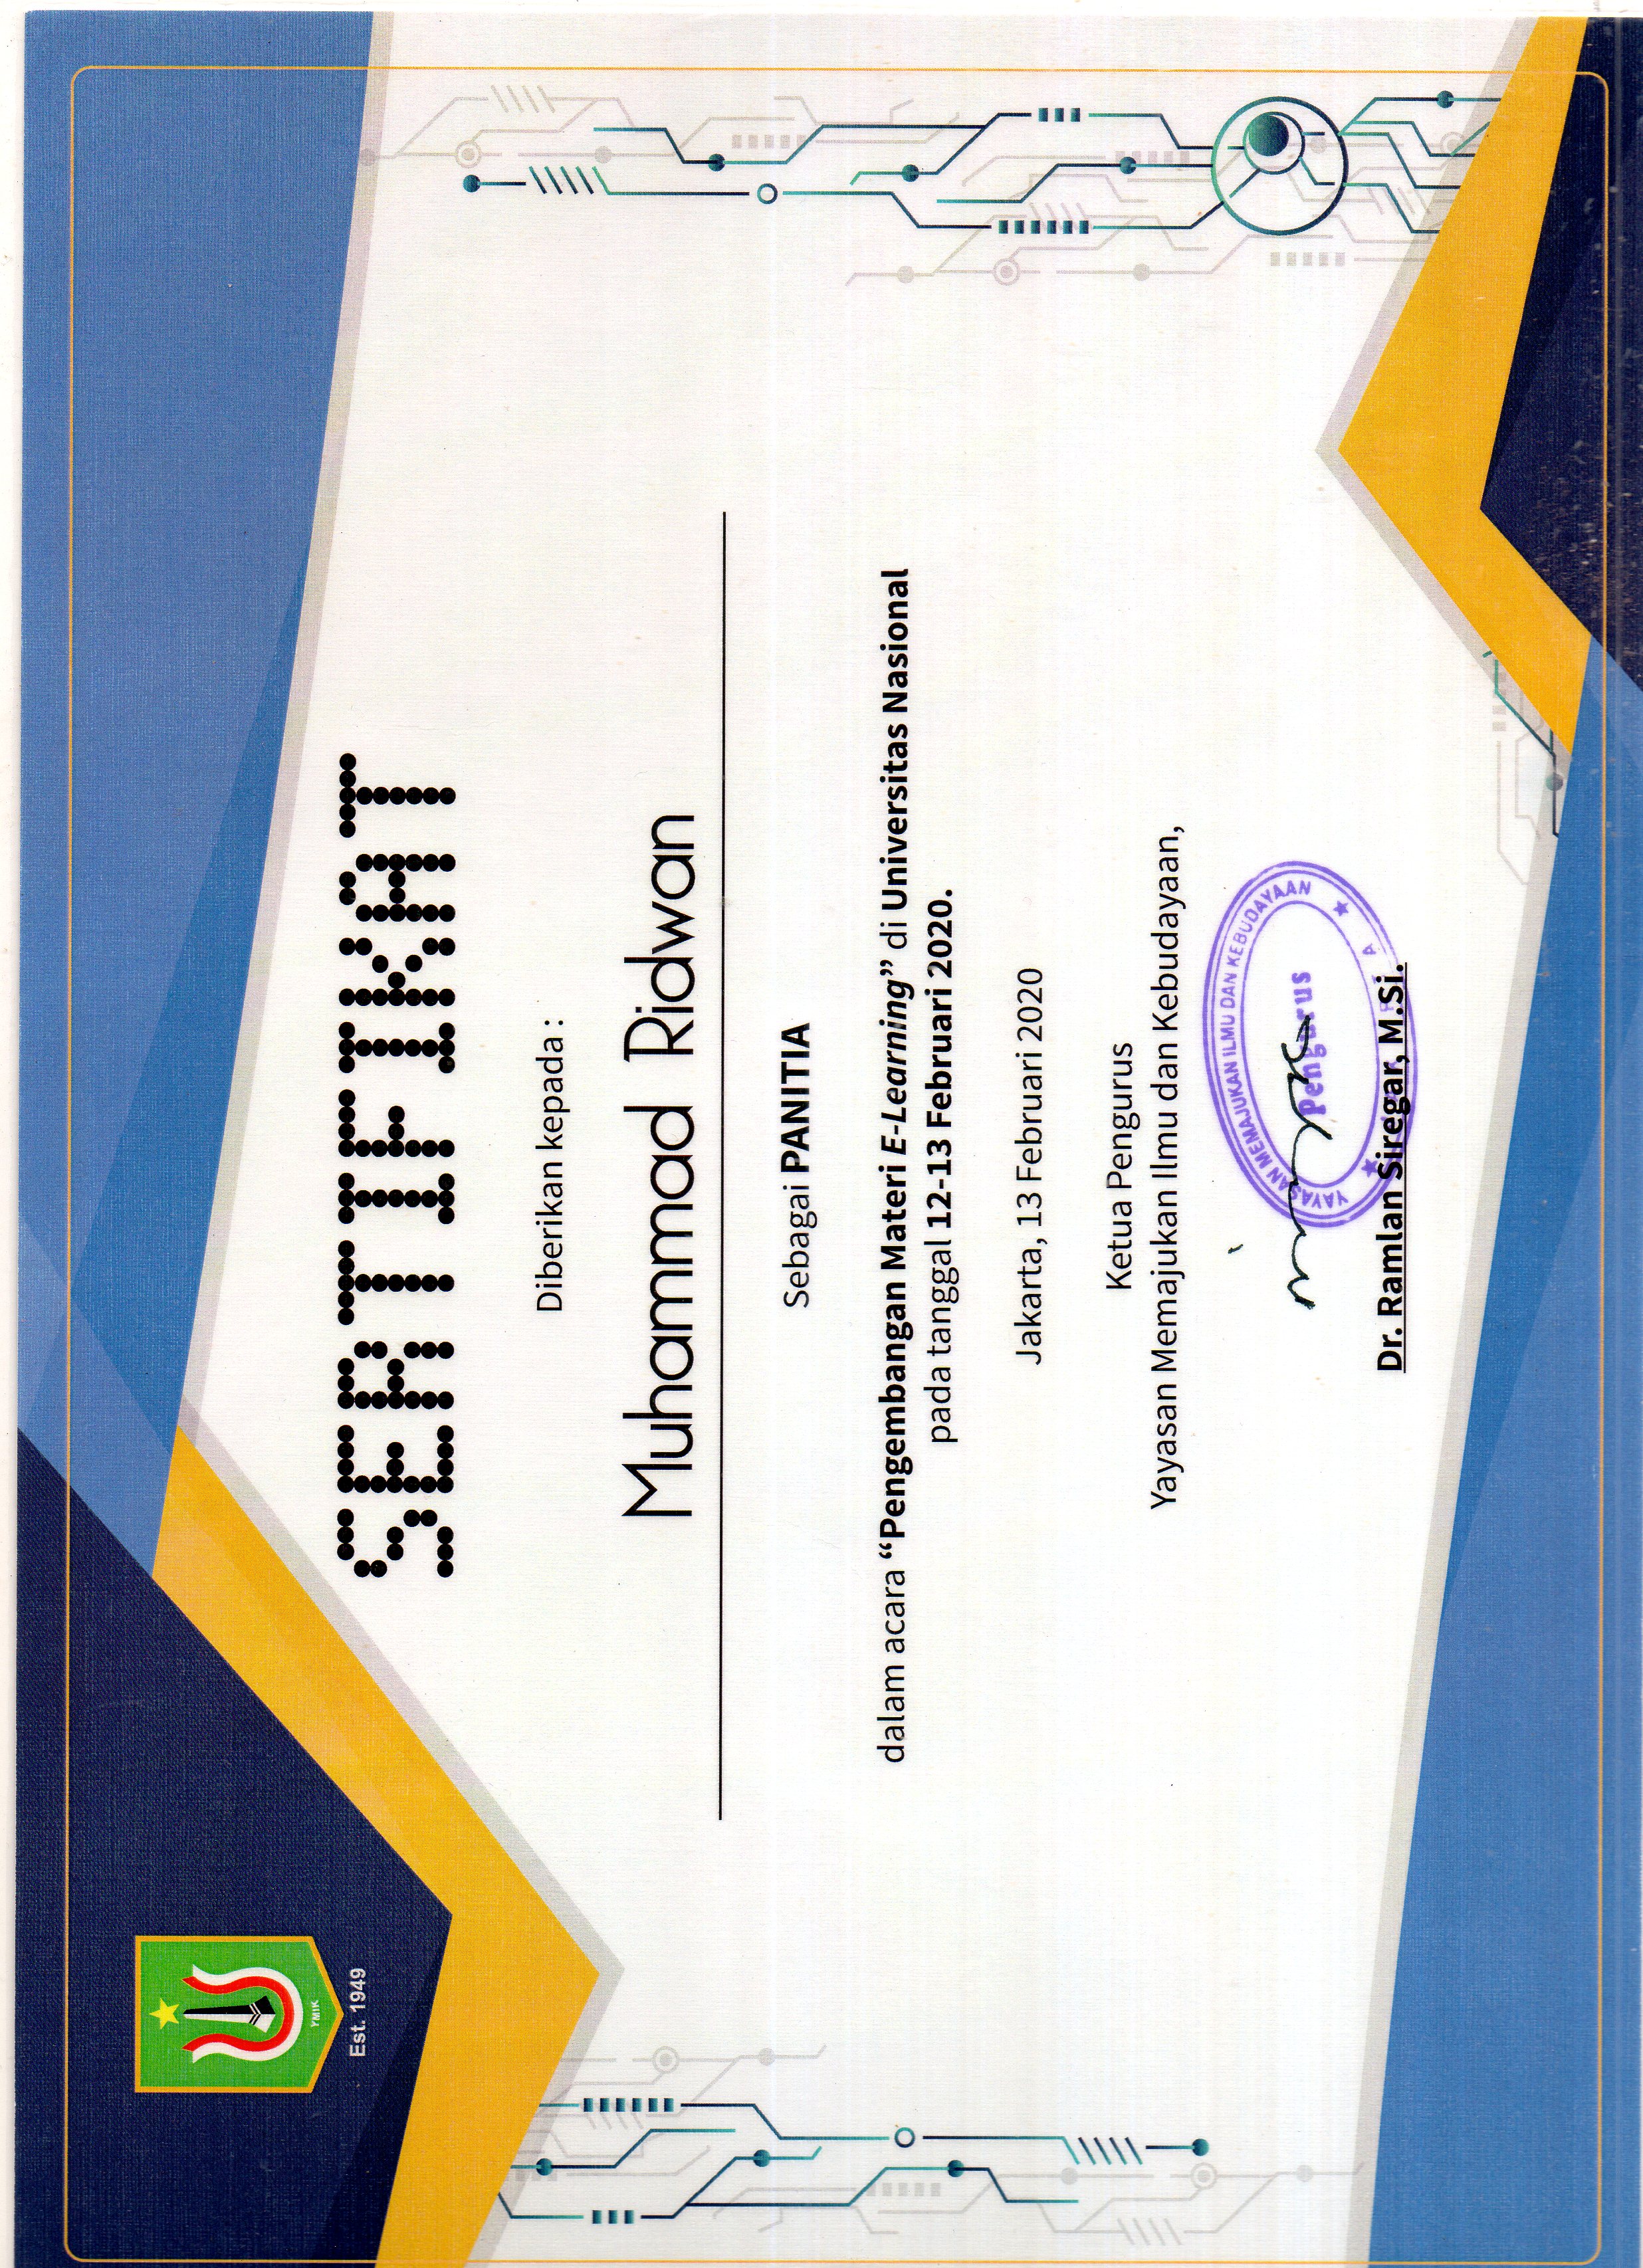 YMIK
Est. 1949
SERTIFIKAT
Diberikan kepada :
Muhammad Ridwan
Sebagai PANITIA
dalam acara “Pengembangan Materi E-Learning” di Universitas Nasional
pada tanggal 12-13 Februari 2020.
Jakarta, 13 Februari 2020
Ketua Pengurus
Yayasan Memajukan Ilmu dan Kebudayaan,
YAYASAN MEMAJUKAN ILMU DAN KEBUDAYAAN
Pengurus
Dr. Ramlan Siregar, M.Si.